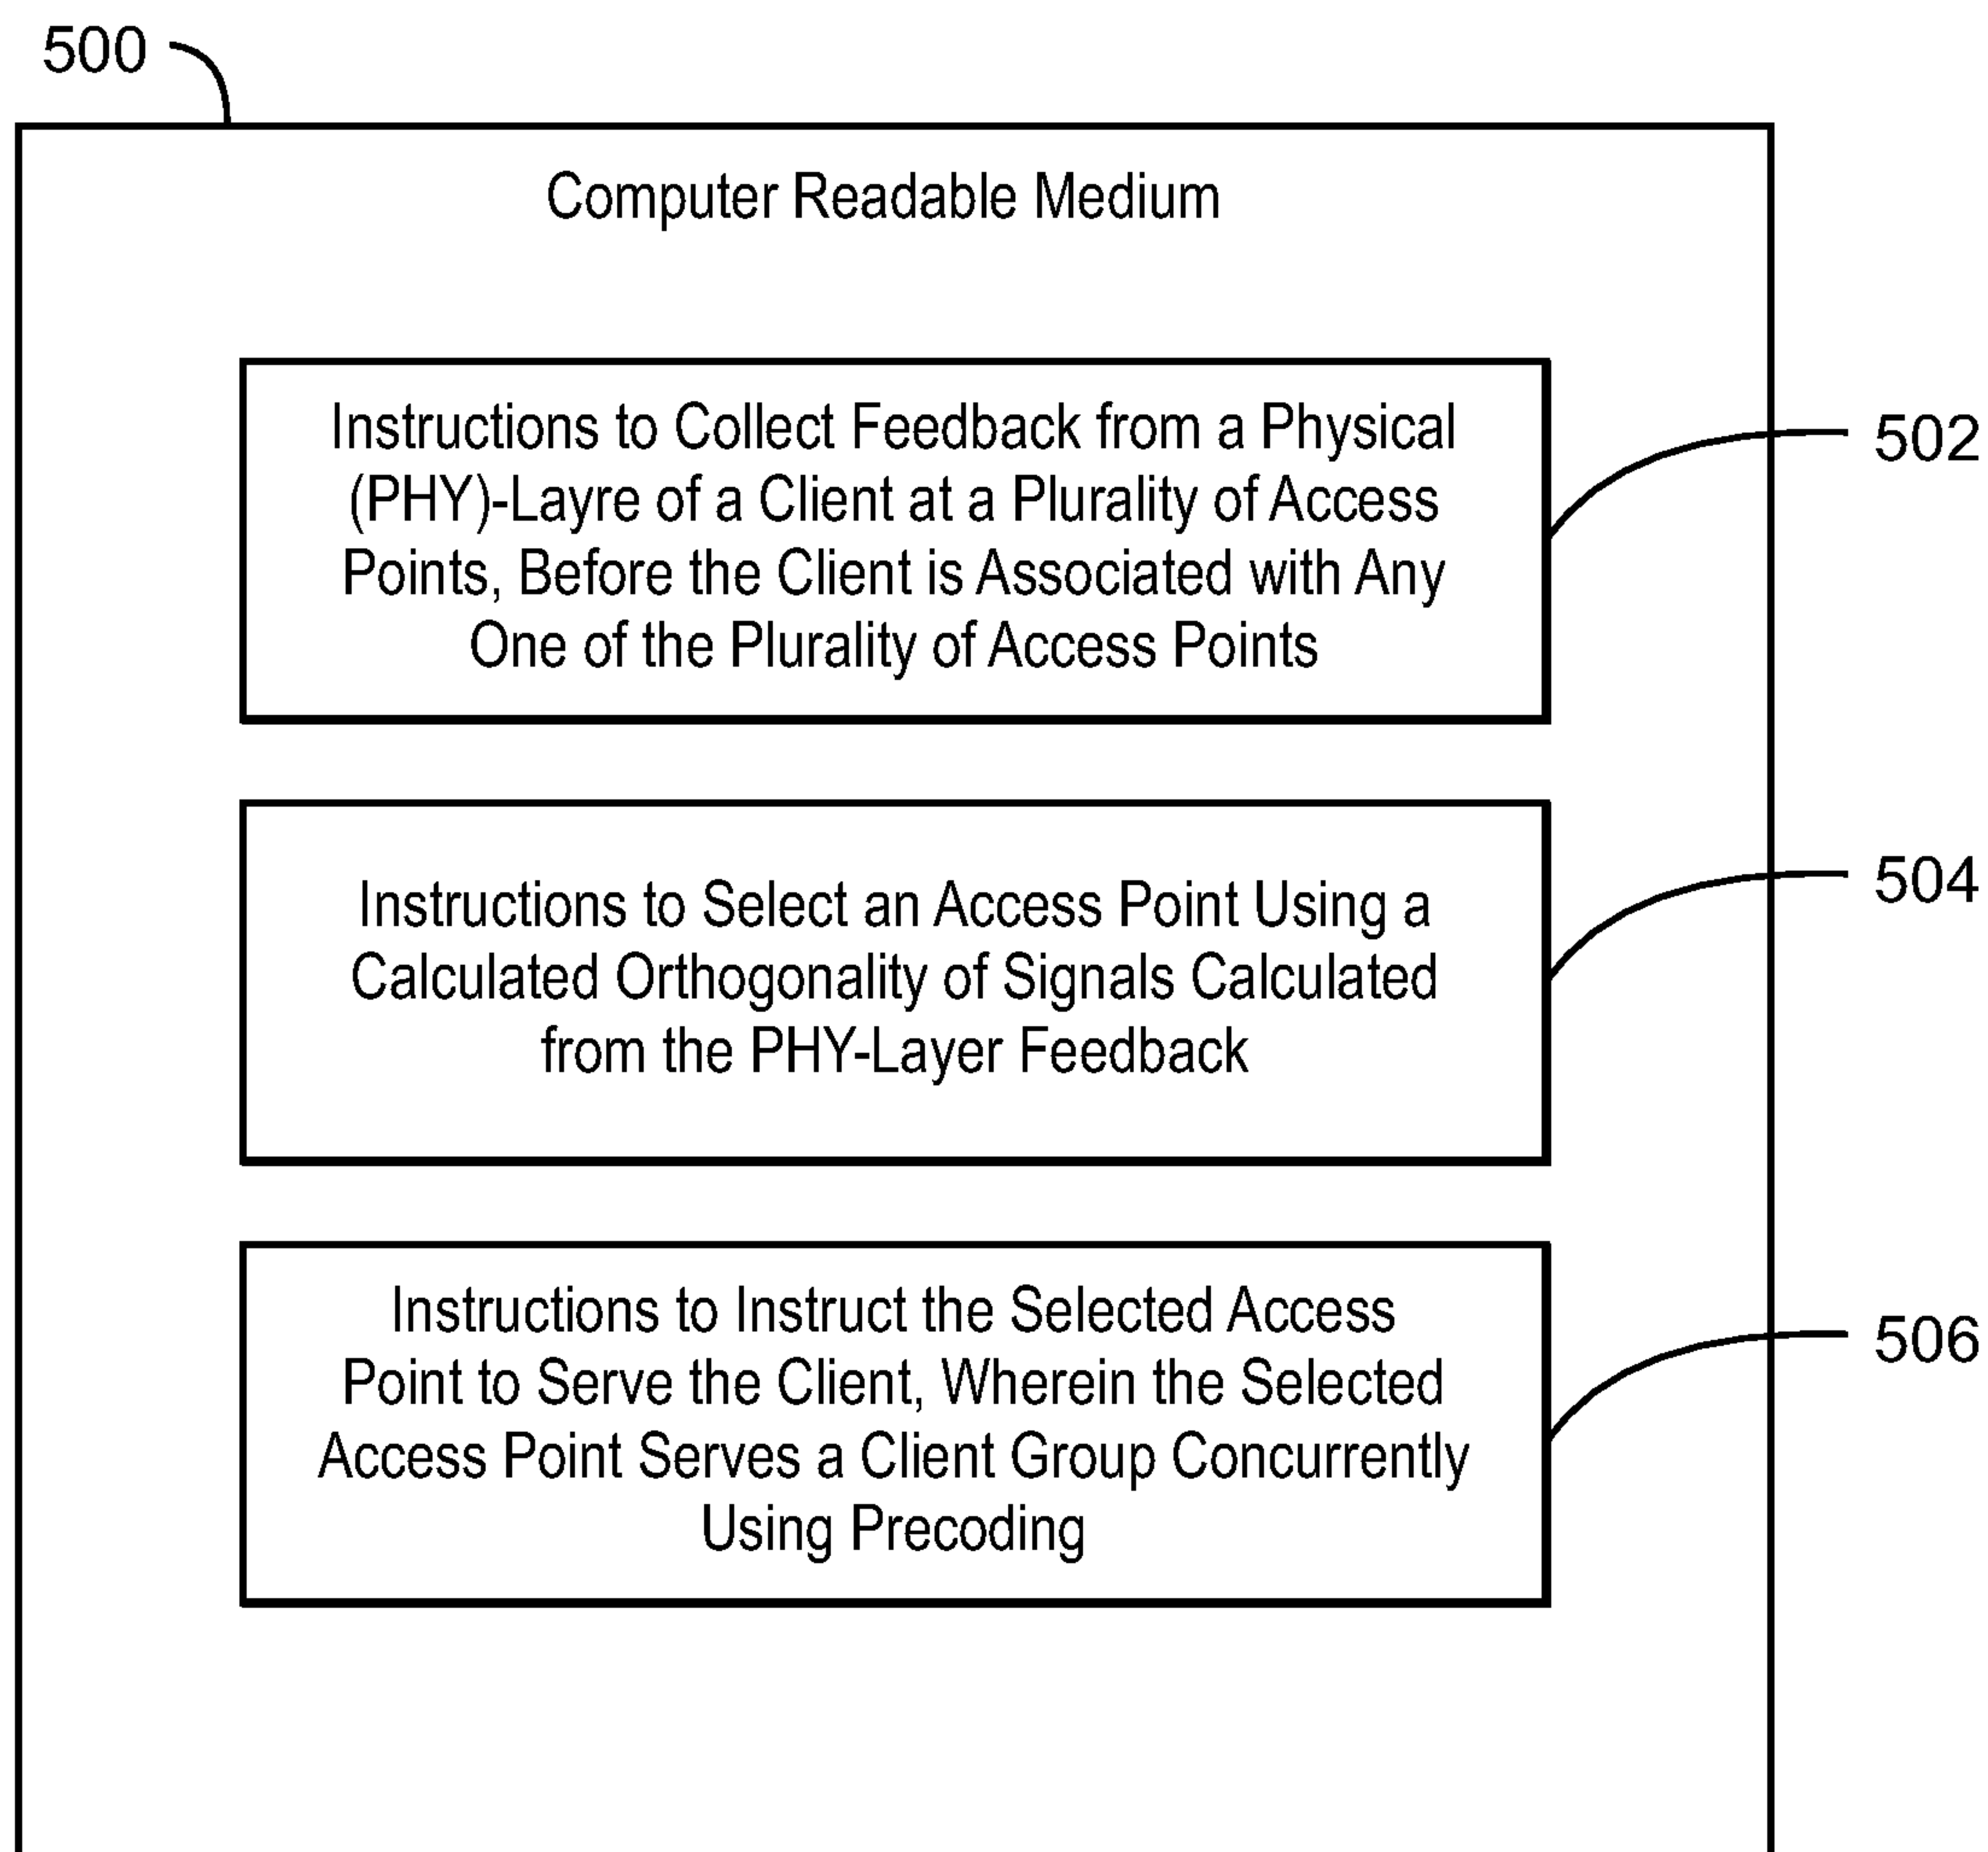 500
Computer Readable Medium
Instructions to Collect Feedback from a Physical
(PHY)-Layre of a Client at a Plurality of Access
Points, Before the Client is Associated with Any
One of the Plurality of Access Points
502
Instructions to Select an Access Point Using a
Calculated Orthogonality of Signals Calculated
from the PHY-Layer Feedback
504
Instructions to Instruct the Selected Access
Point to Serve the Client, Wherein the Selected
Access Point Serves a Client Group Concurrently
Using Precoding
506